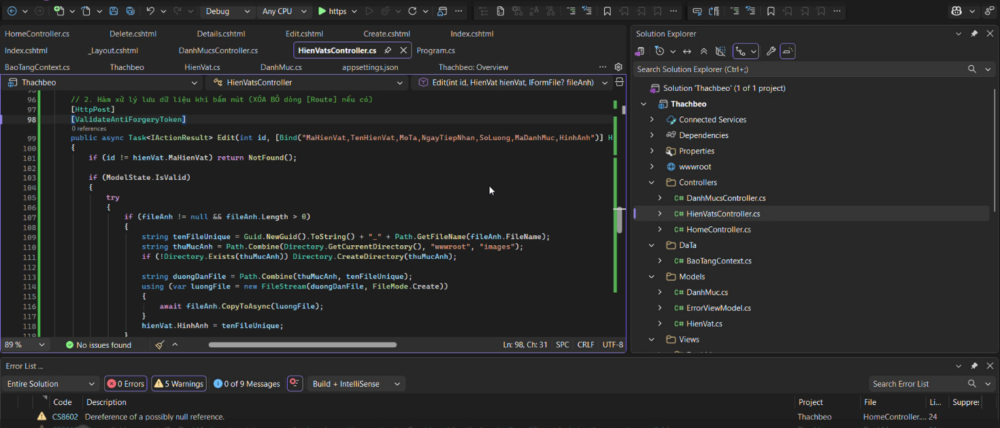 Debug Any CPU https
HomeController.cs Delete.cshtml Details.cshtml Edit.cshtml Create.cshtml Index.cshtml
Index.cshtml _Layout.cshtml DanhMucsController.cs HienVatsController.cs Program.cs
BaoTangContext.cs Thachbeo HienVat.cs DanhMuc.cs appsettings.json Thachbeo: Overview
Thachbeo HienVatsController Edit(int id, HienVat hienVat, IFormFile? fileAnh)
96 // 2. Hàm xử lý lưu dữ liệu khi bấm nút (XÓA BỎ dòng [Route] nếu có)
97 [HttpPost]
98 [ValidateAntiForgeryToken]
0 references
99 public async Task<IActionResult> Edit(int id, [Bind("MaHienVat,TenHienVat,MoTa,NgayTiepNhan,SoLuong,MaDanhMuc,HinhAnh")] H
100 {
101 if (id != hienVat.MaHienVat) return NotFound();
102
103 if (ModelState.IsValid)
104 {
105 try
106 {
107 if (fileAnh != null && fileAnh.Length > 0)
108 {
109 string tenFileUnique = Guid.NewGuid().ToString() + "_" + Path.GetFileName(fileAnh.FileName);
110 string thuMucAnh = Path.Combine(Directory.GetCurrentDirectory(), "wwwroot", "images");
111 if (!Directory.Exists(thuMucAnh)) Directory.CreateDirectory(thuMucAnh);
112
113 string duongDanFile = Path.Combine(thuMucAnh, tenFileUnique);
114 using (var luongFile = new FileStream(duongDanFile, FileMode.Create))
115 {
116 await fileAnh.CopyToAsync(luongFile);
117 }
118 hienVat.HinhAnh = tenFileUnique;
119 }
89 % No issues found Ln: 98, Ch: 31 SPC CRLF UTF-8
Solution Explorer
Search Solution Explorer (Ctrl+;)
Solution 'Thachbeo' (1 of 1 project)
Thachbeo
Connected Services
Dependencies
Properties
wwwroot
Controllers
C# DanhMucsController.cs
C# HienVatsController.cs
C# HomeController.cs
DaTa
C# BaoTangContext.cs
Models
C# DanhMuc.cs
C# ErrorViewModel.cs
C# HienVat.cs
Views
Error List ...
Entire Solution 0 Errors 5 Warnings 0 of 9 Messages Build + IntelliSense Search Error List
Code Description Project File Li... Suppres
CS8602 Dereference of a possibly null reference. Thachbeo HomeController.... 24